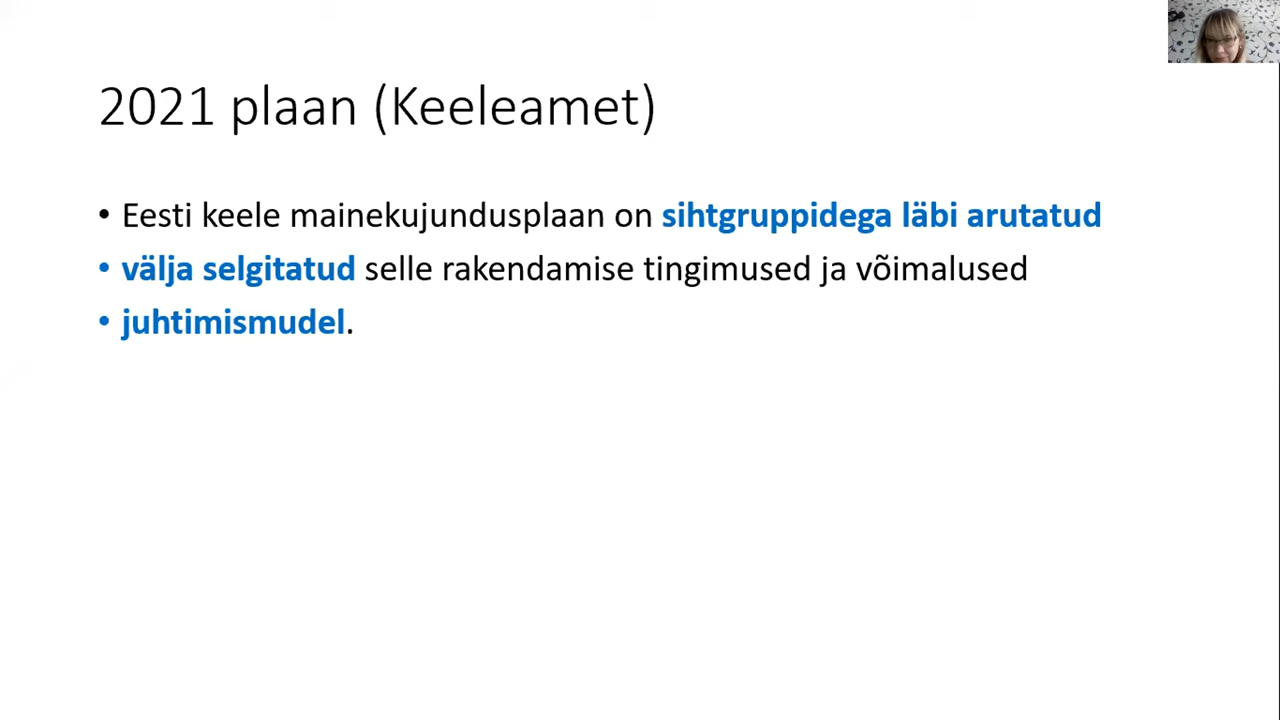 2021 plaan (Keeleamet)
• Eesti keele mainekujundusplaan on sihtgruppidega läbi arutatud
• välja selgitatud selle rakendamise tingimused ja võimalused
• juhtimismudel.